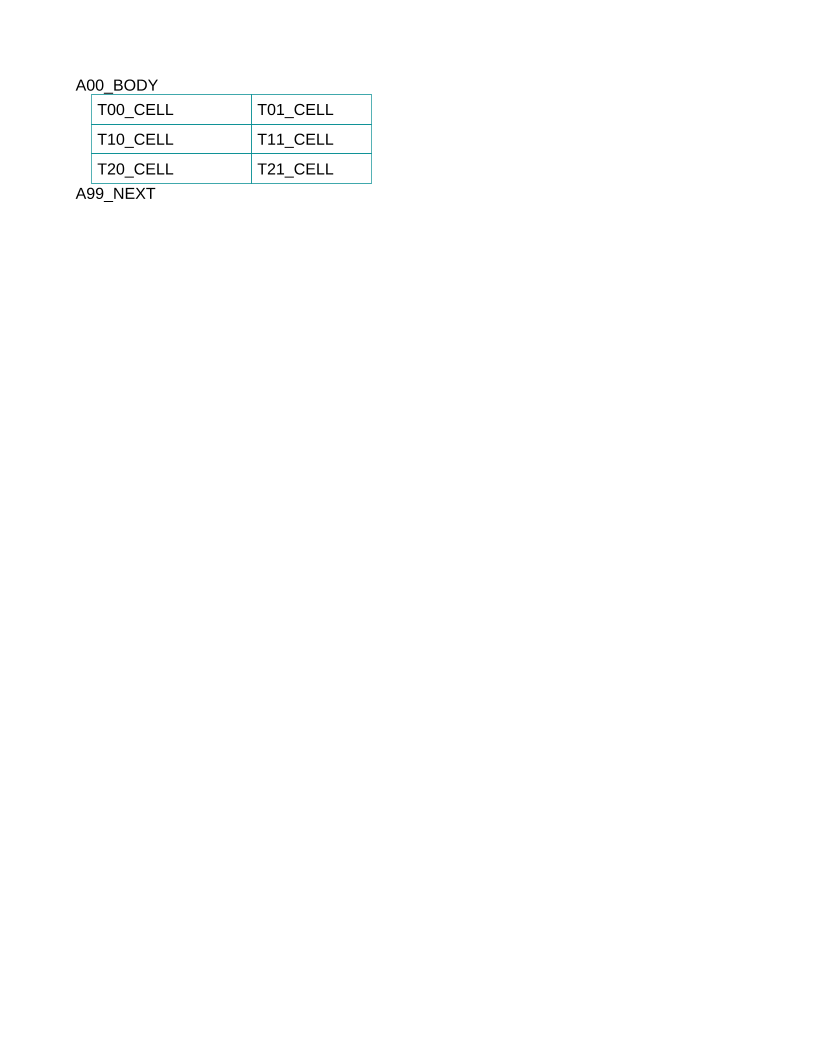 A00_BODY
T00_CELL T01_CELL
T10_CELL T11_CELL
T20_CELL T21_CELL
A99_NEXT